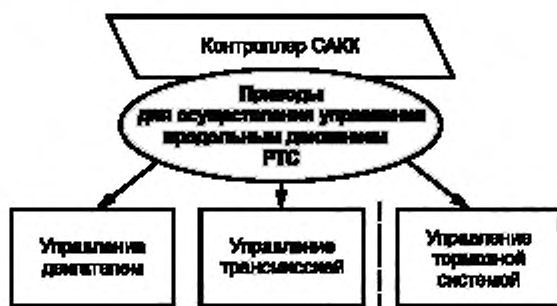 Контроллер САКК
Приводы
для осуществления управления
продольным движением
РТС
Управление
двигателем
Управление
трансмиссией
Управление
тормозной
системой